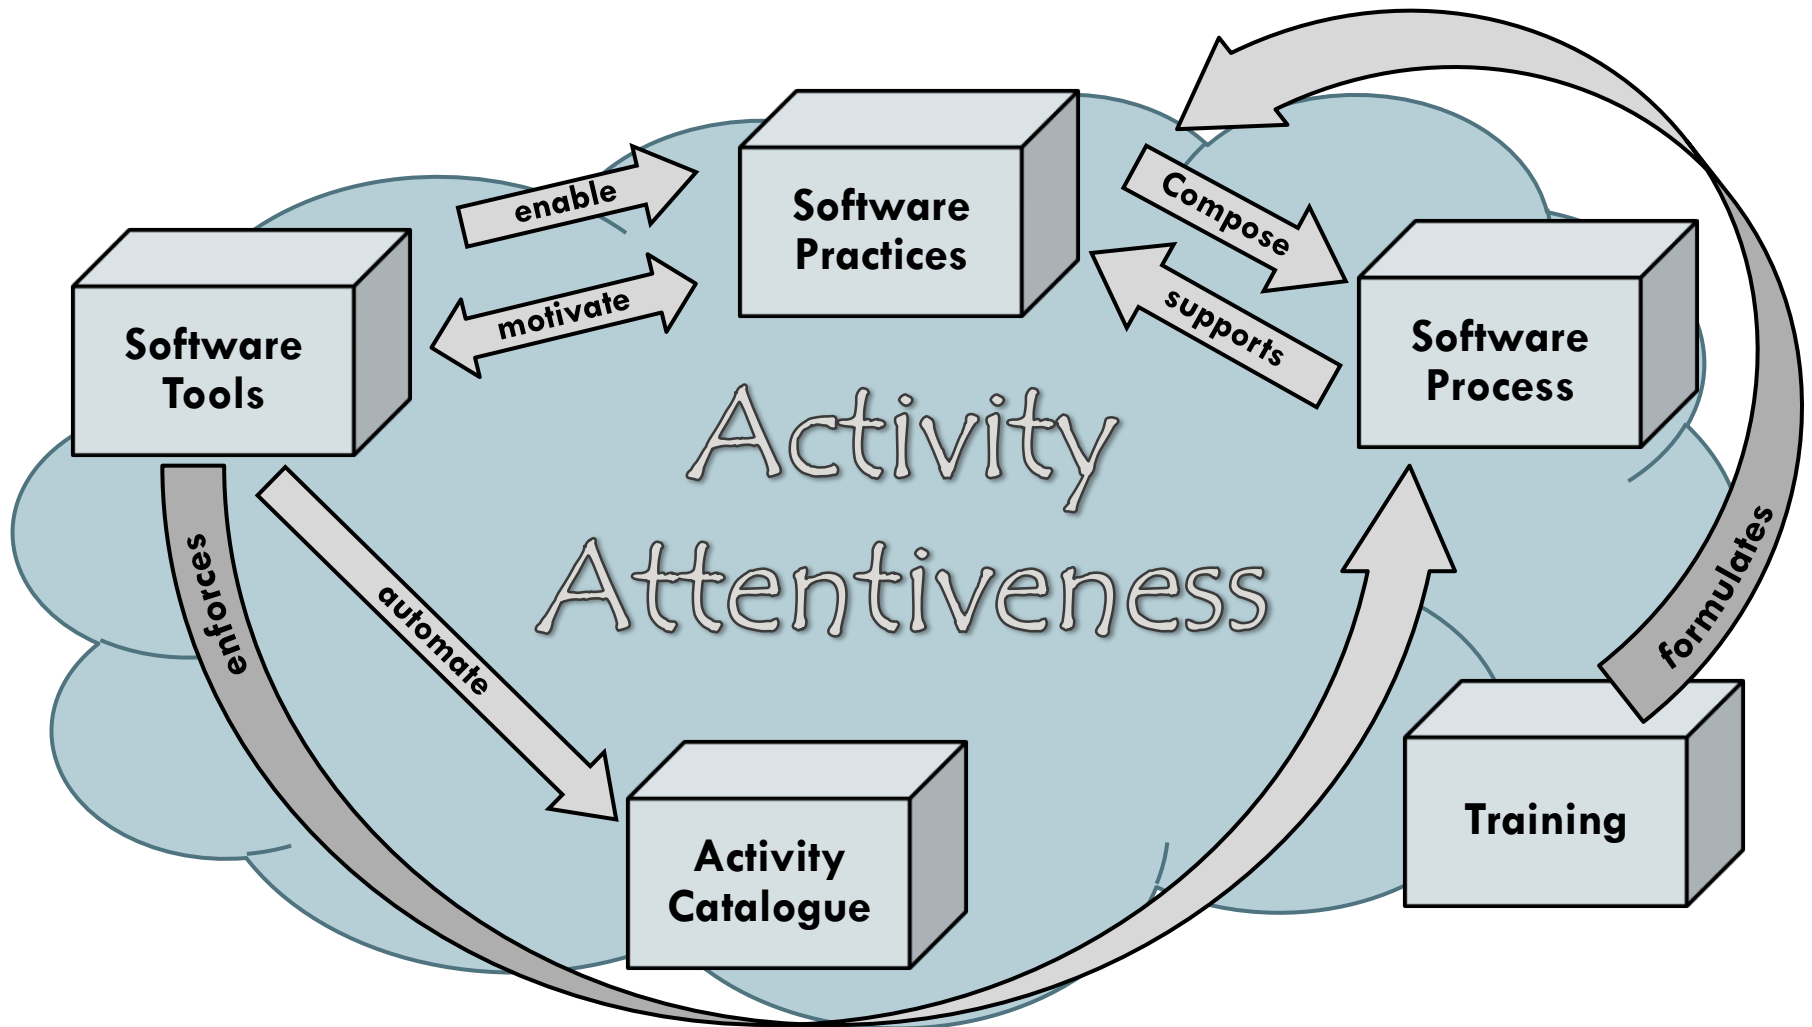 enable
Software
Practices
Compose
Software
Tools
motivate
supports
Software
Process
Activity
Attentiveness
enforces
automate
formulates
Activity
Catalogue
Training